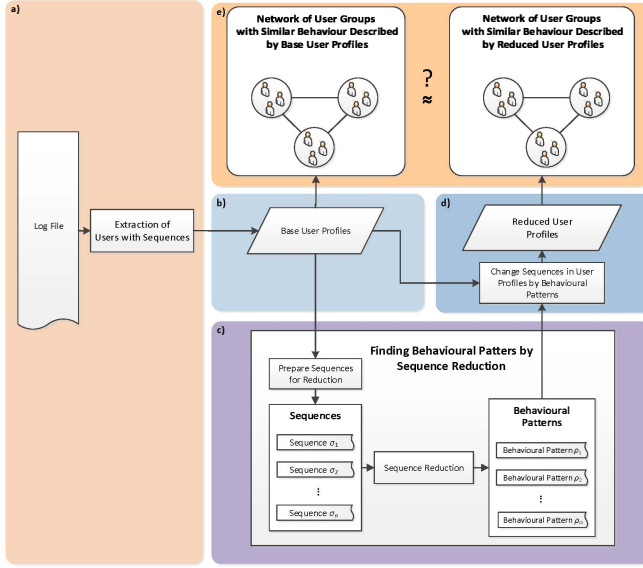 a)
Log File
Extraction of
Users with Sequences
e)
Network of User Groups
with Similar Behaviour Described
by Base User Profiles
?
≈
Network of User Groups
with Similar Behaviour Described
by Reduced User Profiles
b)
Base User Profiles
d)
Reduced User
Profiles
Change Sequences in User
Profiles by Behavioural
Patterns
c)
Finding Behavioural Patters by
Sequence Reduction
Prepare Sequences
for Reduction
Sequences
Sequence σ₁
Sequence σ₂
⋮
Sequence σₙ
Sequence Reduction
Behavioural
Patterns
Behavioural Pattern ρ₁
Behavioural Pattern ρ₂
⋮
Behavioural Pattern ρₘ